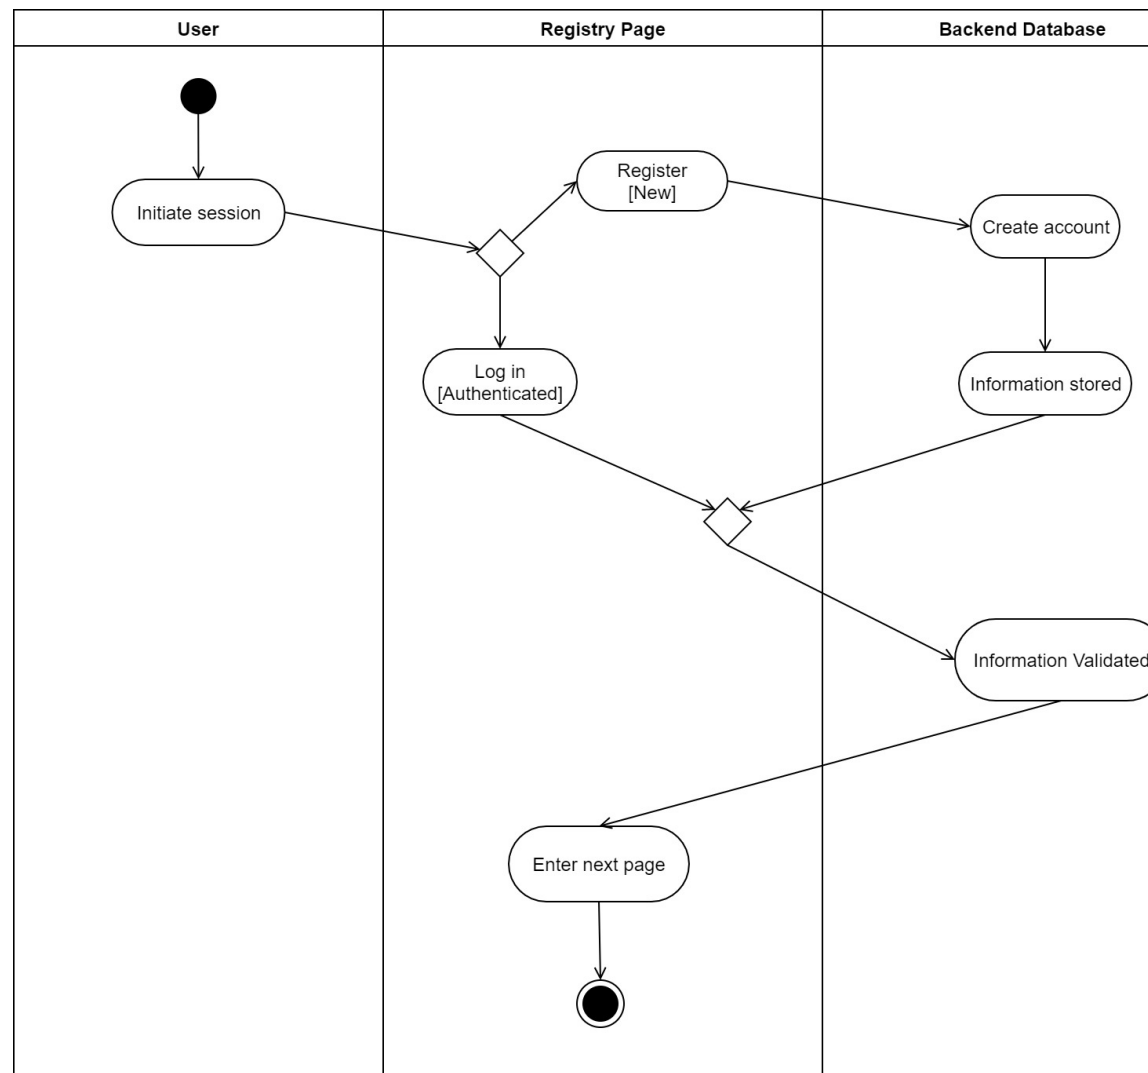 User
Registry Page
Backend Database
Register
[New]
Initiate session
Create account
Log in
[Authenticated]
Information stored
Information Validated
Enter next page